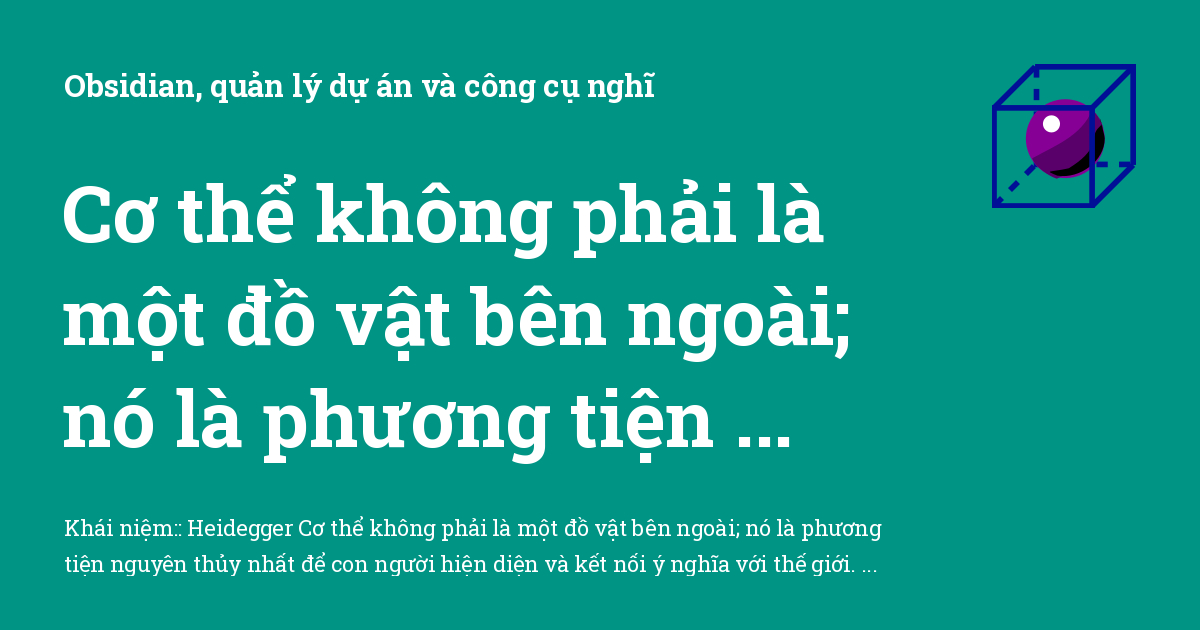 Obsidian, quản lý dự án và công cụ nghĩ
Cơ thể không phải là
một đồ vật bên ngoài;
nó là phương tiện ...
Khái niệm:: Heidegger Cơ thể không phải là một đồ vật bên ngoài; nó là phương
tiện nguyên thủy nhất để con người hiện diện và kết nối ý nghĩa với thế giới. ...